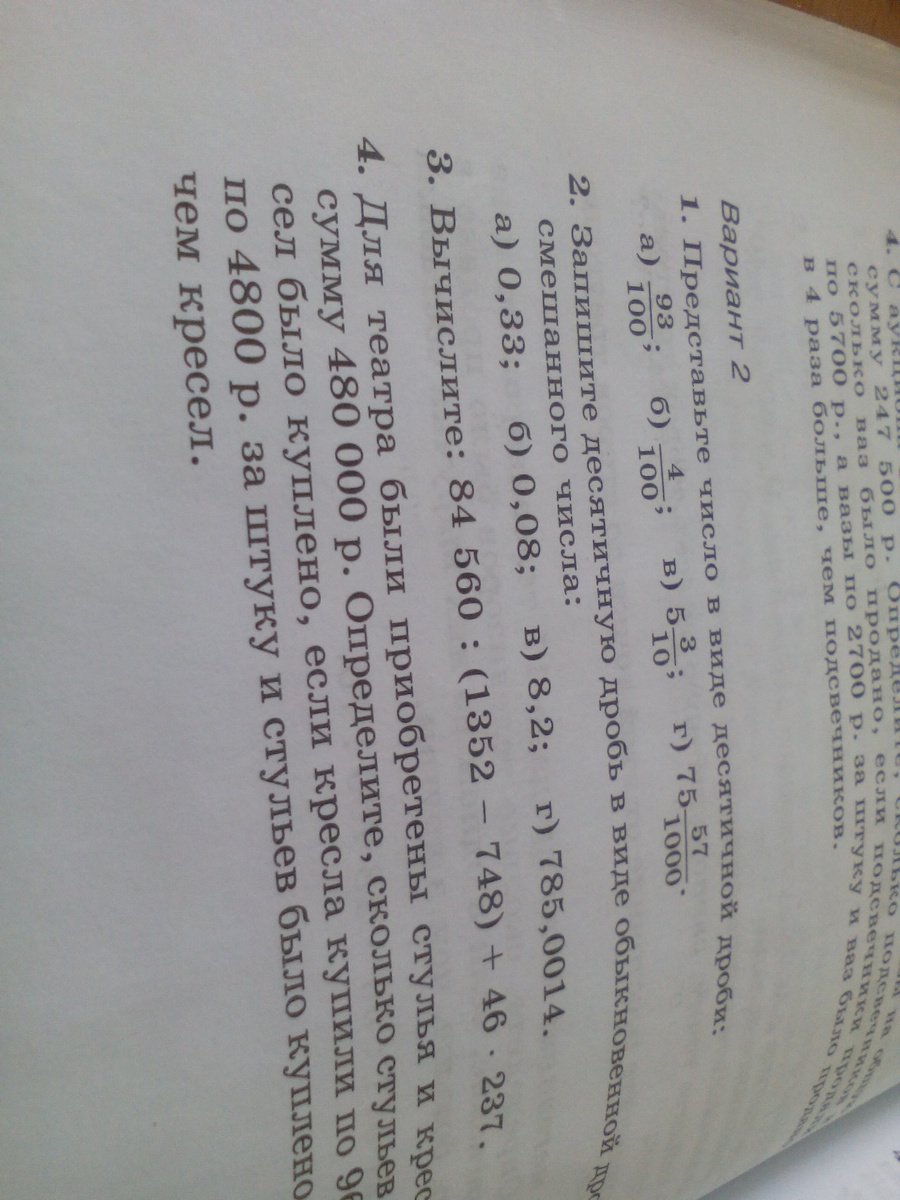 4. С аукциона
сумму 247 500 р. Определите, сколько подсвечников
сколько ваз было продано, если подсвечники
по 5700 р., а вазы по 2700 р. за штуку и ваз было
в 4 раза больше, чем подсвечников.
Вариант 2
1. Представьте число в виде десятичной дроби:
а) 93/100; б) 4/100; в) 5 3/10; г) 75 57/1000.
2. Запишите десятичную дробь в виде обыкновенной
смешанного числа:
а) 0,33; б) 0,08; в) 8,2; г) 785,0014.
3. Вычислите: 84 560 : (1352 – 748) + 46 · 237.
4. Для театра были приобретены стулья и крес
сумму 480 000 р. Определите, сколько стульев
сел было куплено, если кресла купили по 96
по 4800 р. за штуку и стульев было куплено
чем кресел.